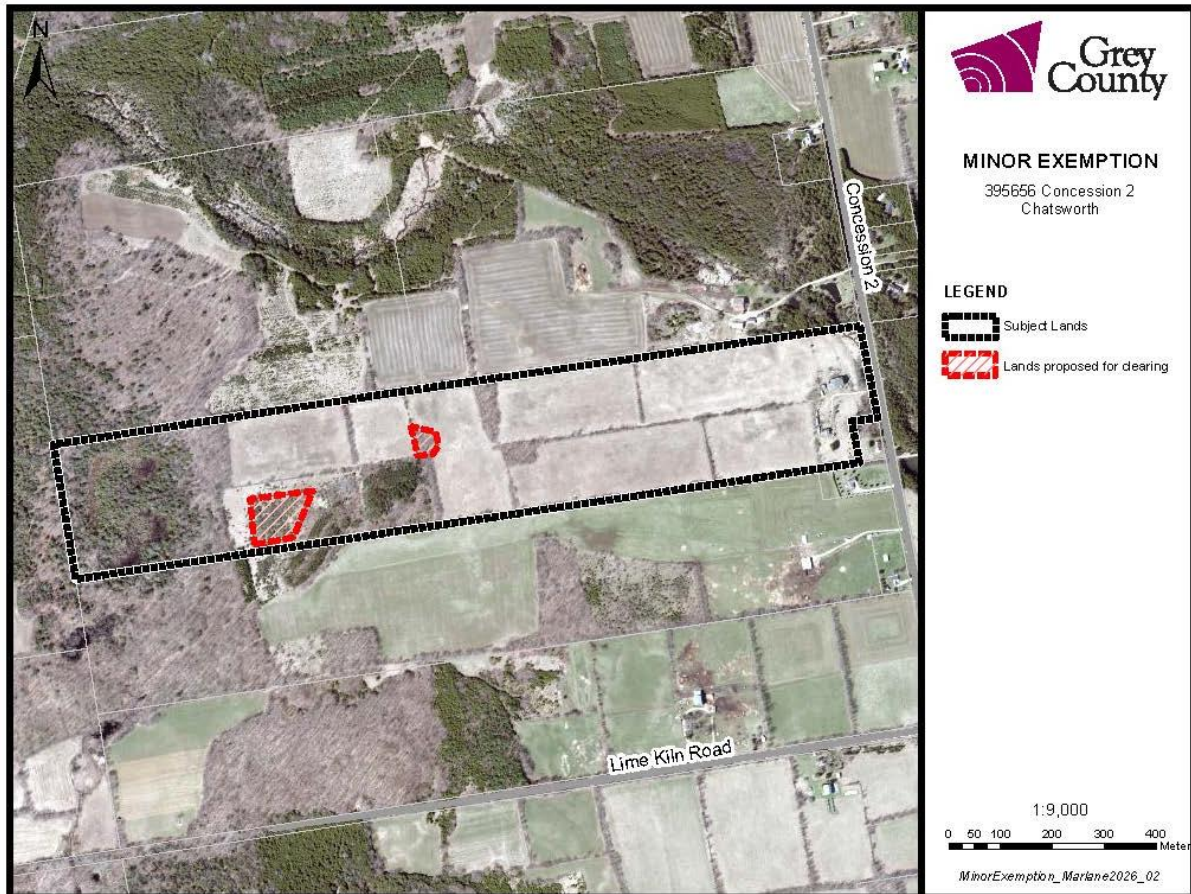 N
Concession 2
Lime Kiln Road
Grey
County
MINOR EXEMPTION
395656 Concession 2
Chatsworth
LEGEND
Subject Lands
Lands proposed for clearing
1:9,000
0 50 100 200 300 400
Meter
MinorExemption_Marlane2026_02